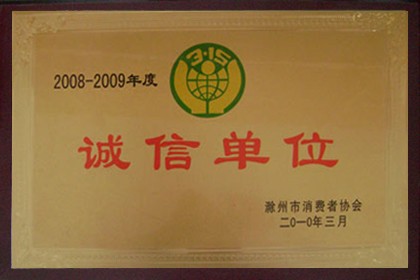 3·15
2008-2009年度
诚信单位
滁州市消费者协会
二〇一〇年三月